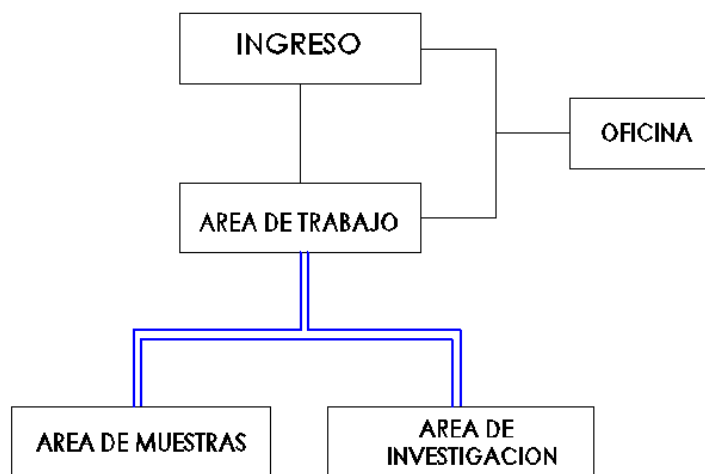 INGRESO
OFICINA
AREA DE TRABAJO
AREA DE MUESTRAS
AREA DE
INVESTIGACION